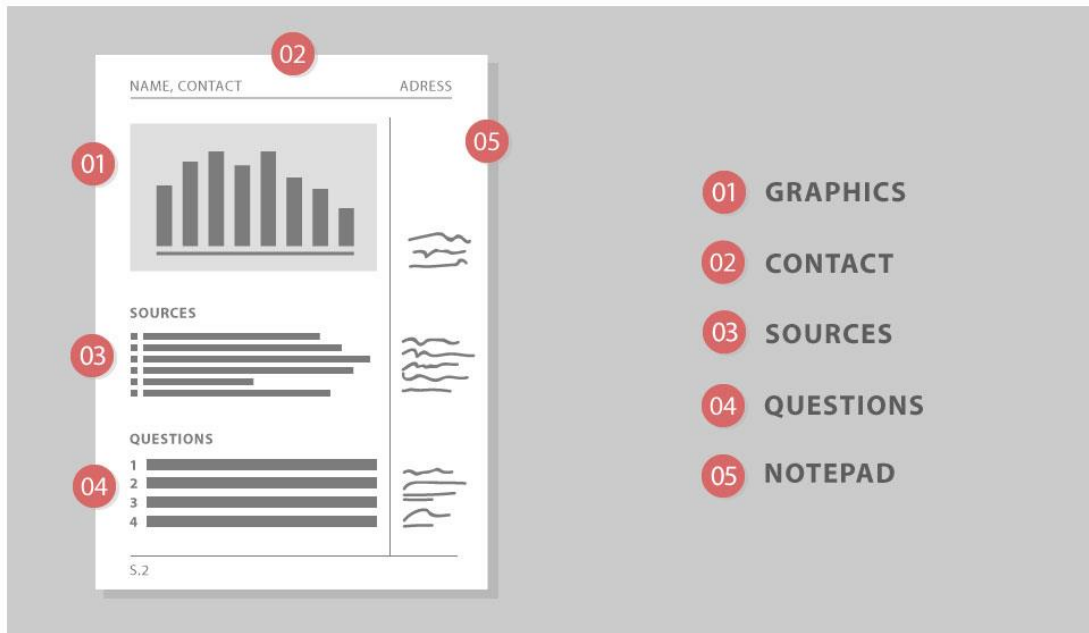 02
NAME, CONTACT ADRESS
01
05
SOURCES
03
QUESTIONS
04
1
2
3
4
S.2
01 GRAPHICS
02 CONTACT
03 SOURCES
04 QUESTIONS
05 NOTEPAD